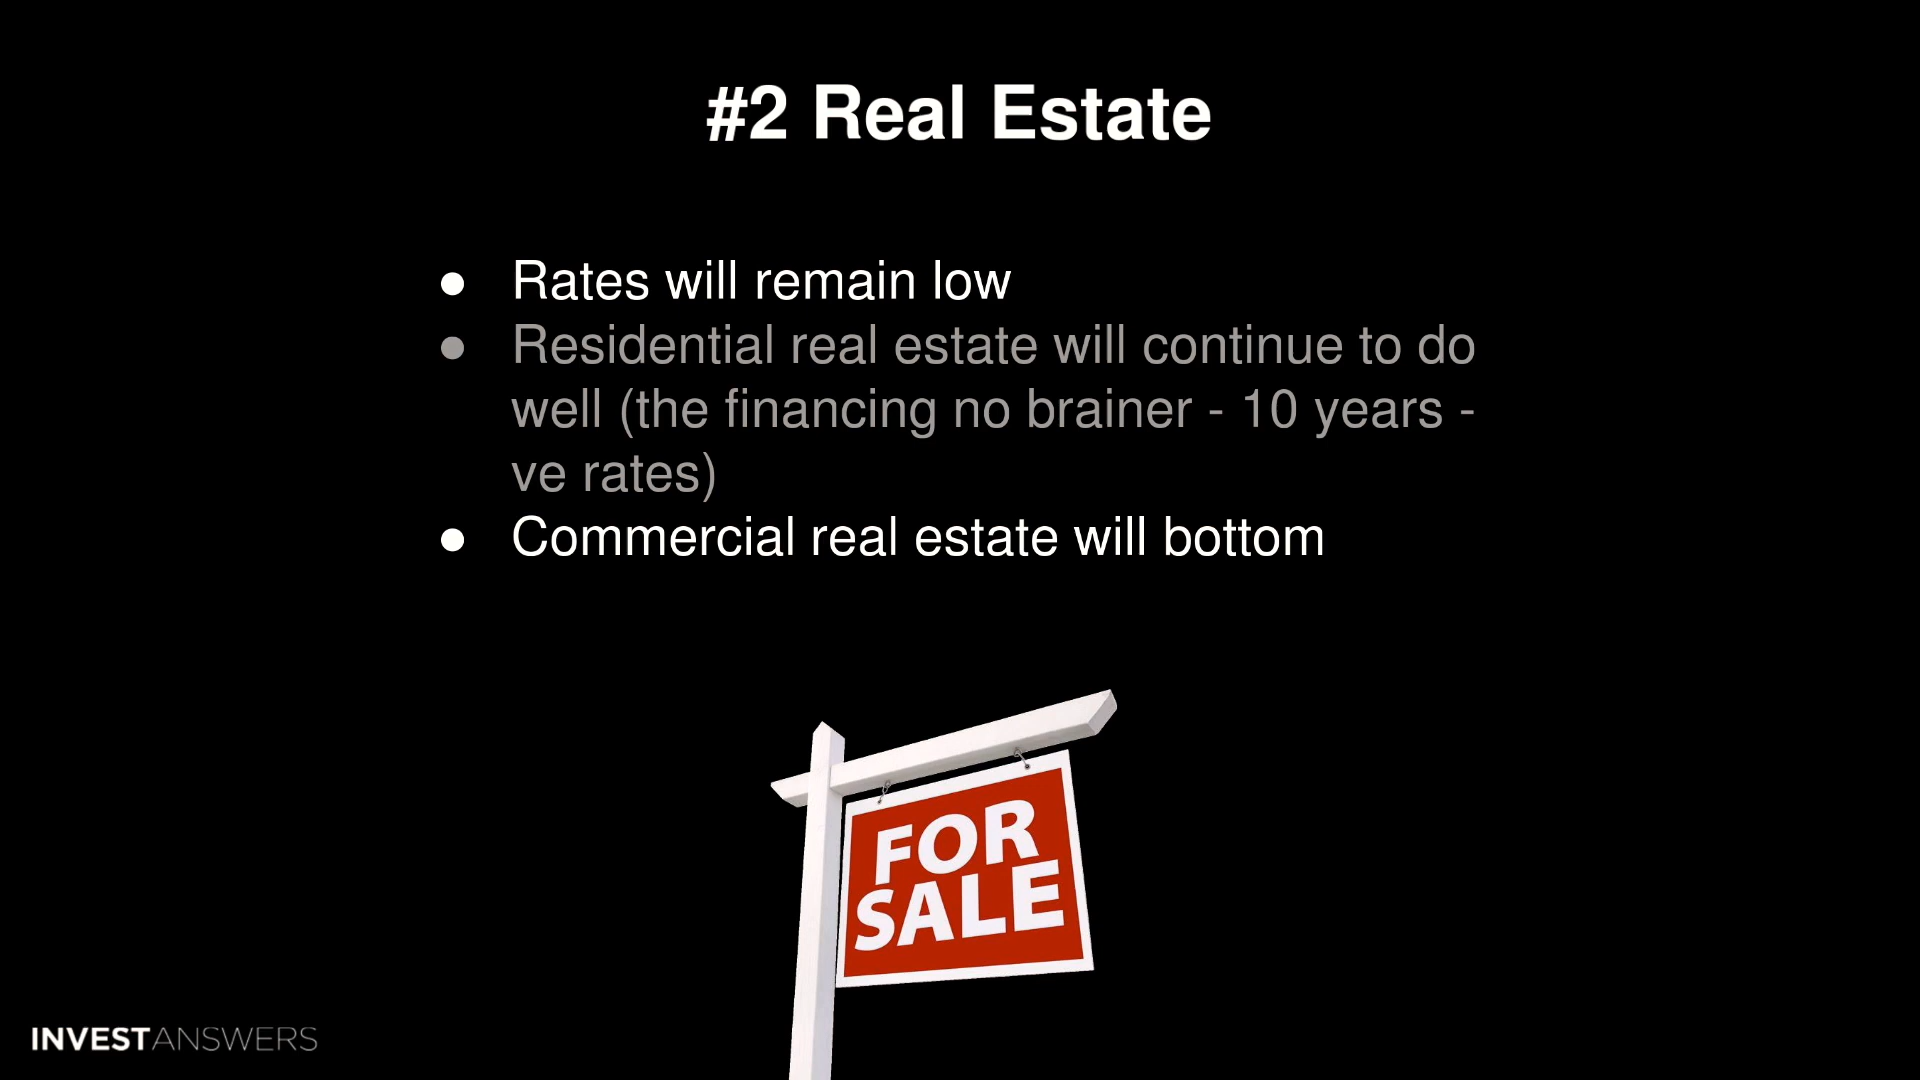 #2 Real Estate
● Rates will remain low
● Residential real estate will continue to do
well (the financing no brainer - 10 years -
ve rates)
● Commercial real estate will bottom
FOR
SALE
INVESTANSWERS